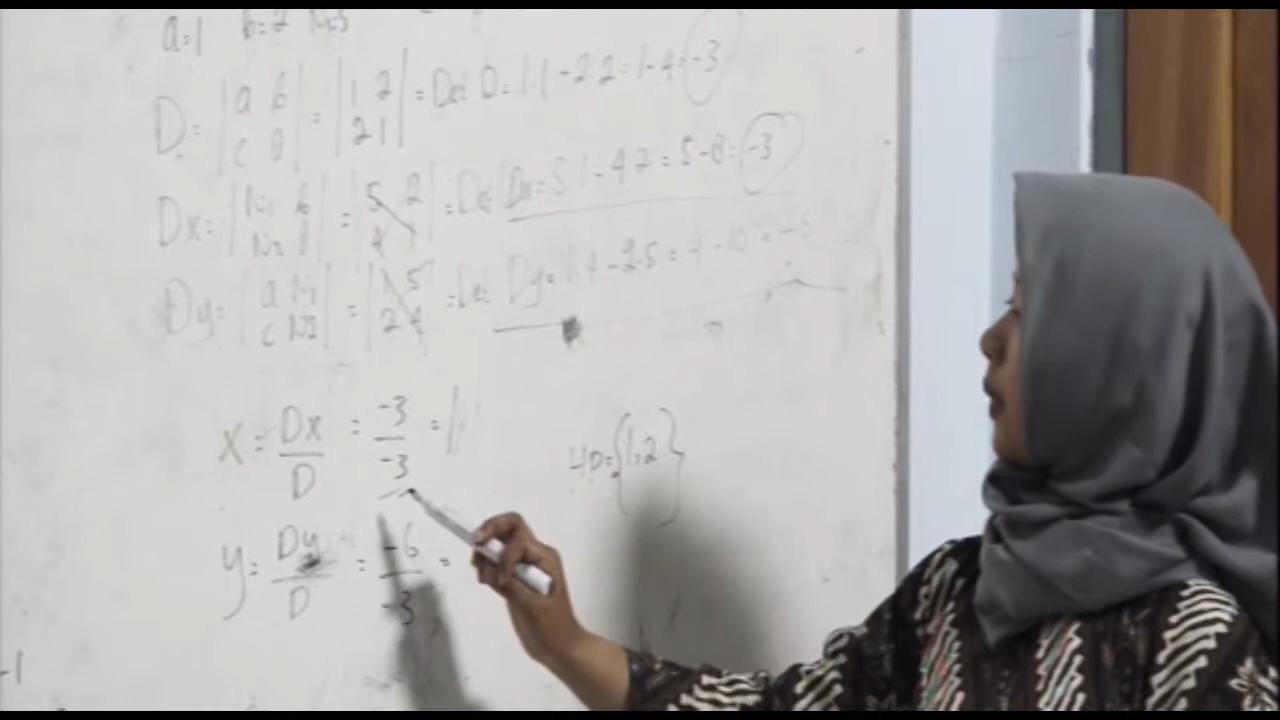 a=1 b=2
D= |a b| = |1 2| = Det D = 1.1 - 2.2 = 1-4 = -3
|c d| |2 1|
Dx= |N1 b| = |5 2| = Det Dx = 5.1 - 4.2 = 5-8 = -3
|N2 d| |4 1|
Dy= |a N1| = |1 5| = Det Dy = 1.4 - 2.5 = 4-10 = -6
|c N2| |2 4|
x = Dx = -3 = 1
D -3
HP={1,2}
y = Dy = -6 =
D -3
-1